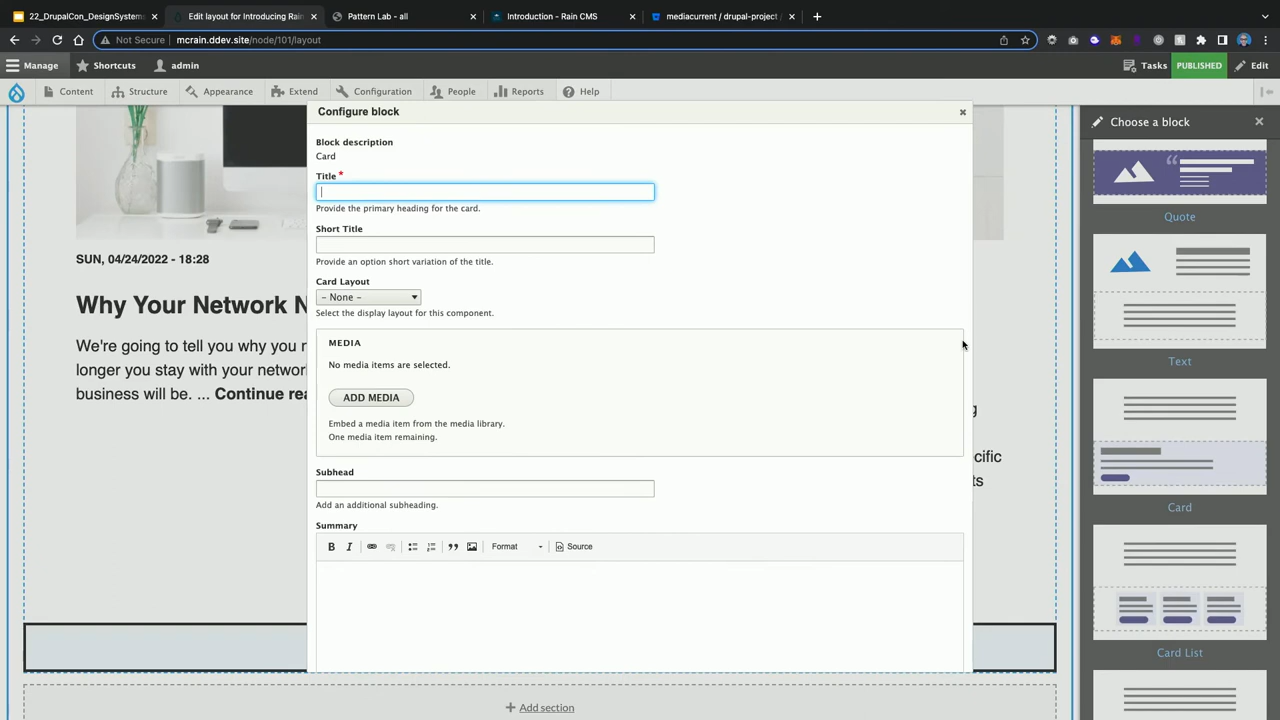 22_DrupalCon_DesignSystems
Edit layout for Introducing Rain
Pattern Lab - all
Introduction - Rain CMS
mediacurrent / drupal-project
Not Secure
mcrain.ddev.site/node/101/layout
Manage
Shortcuts
admin
Tasks
PUBLISHED
Edit
Content
Structure
Appearance
Extend
Configuration
People
Reports
Help
Configure block
Block description
Card
Title *
Provide the primary heading for the card.
Short Title
Provide an option short variation of the title.
Card Layout
- None -
Select the display layout for this component.
MEDIA
No media items are selected.
ADD MEDIA
Embed a media item from the media library.
One media item remaining.
Subhead
Add an additional subheading.
Summary
B I
Format
Source
SUN, 04/24/2022 - 18:28
Why Your Network N
We're going to tell you why you
longer you stay with your network
business will be. ... Continue rea
g
cific
ts
Add section
Choose a block
Quote
Text
Card
Card List